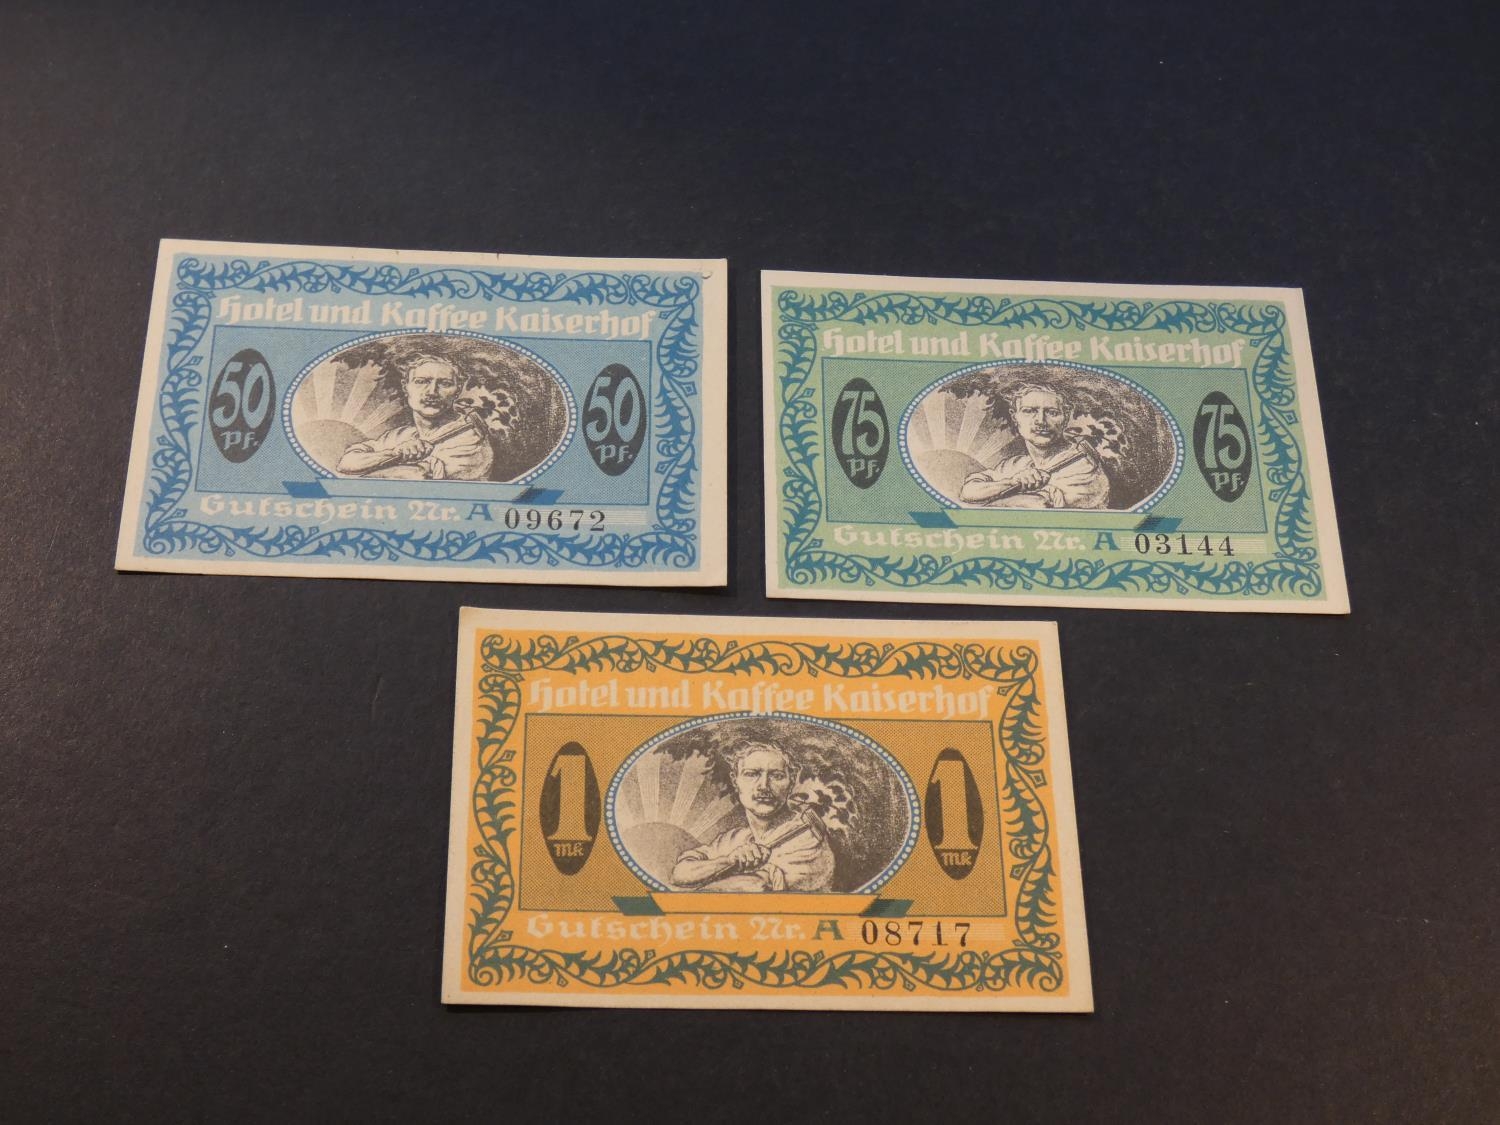 Hotel und Kaffee Kaiserhof
50 Pf. 50 Pf.
Gutschein Nr. A 09672
Hotel und Kaffee Kaiserhof
75 Pf. 75 Pf.
Gutschein Nr. A 03144
Hotel und Kaffee Kaiserhof
1 Mk 1 Mk
Gutschein Nr. A 08717